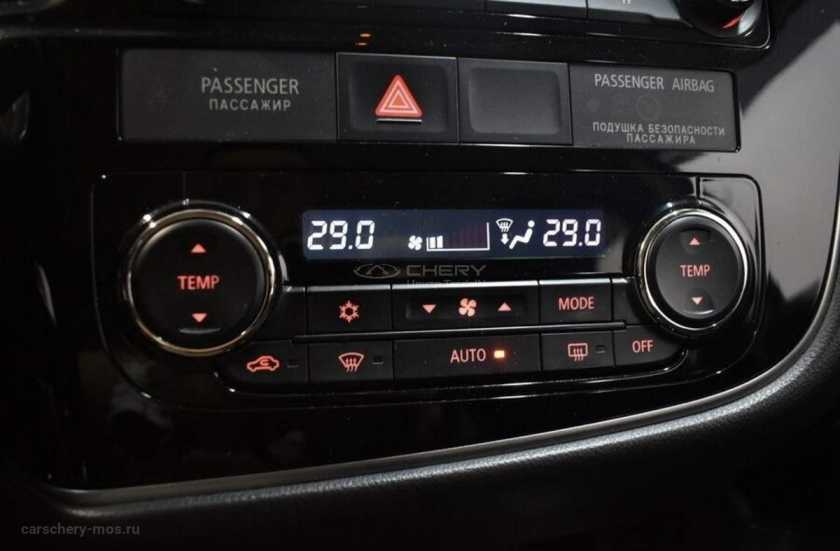 PASSENGER
ПАССАЖИР
PASSENGER AIRBAG
ПОДУШКА БЕЗОПАСНОСТИ
ПАССАЖИРА
29.0
29.0
CHERY
TEMP
TEMP
MODE
AUTO
OFF
carschery-mos.ru